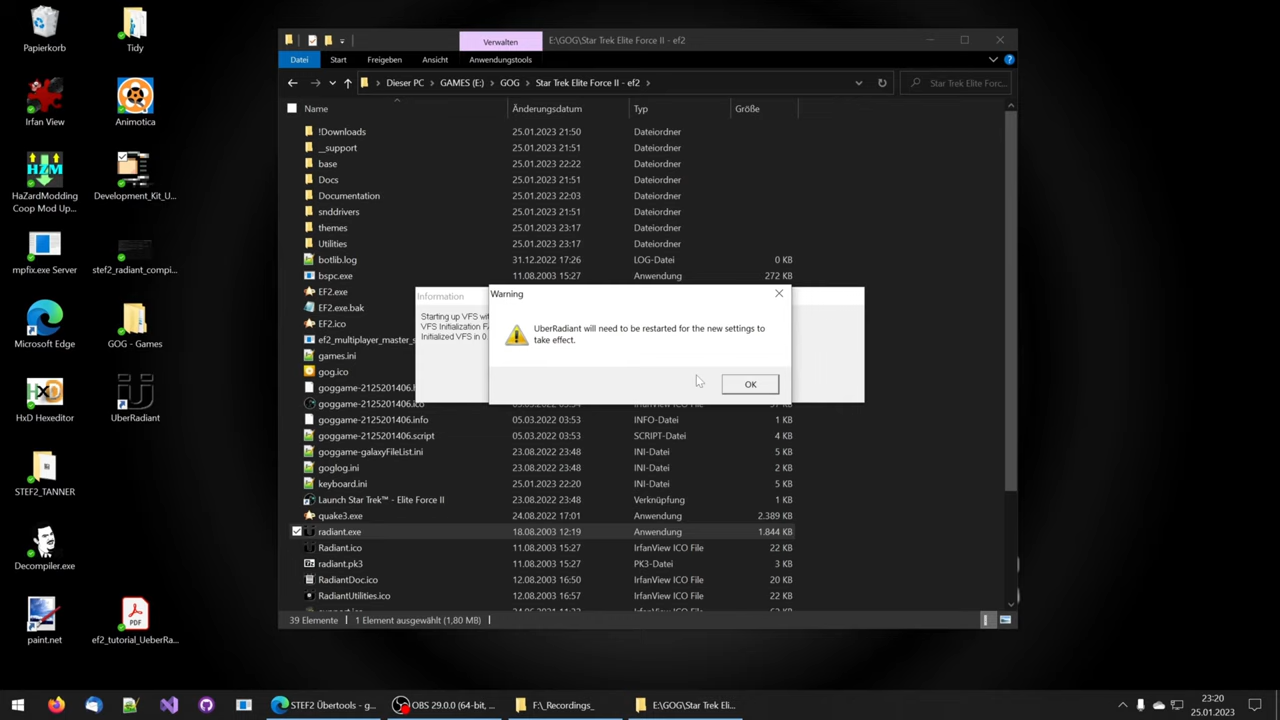 Papierkorb
Tidy
Irfan View
Animotica
HaZardModding
Coop Mod Up...
Development_Kit_U...
mpfix.exe Server
stef2_radiant_compi...
Microsoft Edge
GOG - Games
HxD Hexeditor
UberRadiant
STEF2_TANNER
Decompiler.exe
paint.net
ef2_tutorial_UeberRa...
Verwalten
E:\GOG\Star Trek Elite Force II - ef2
Datei Start Freigeben Ansicht Anwendungstools
Dieser PC > GAMES (E:) > GOG > Star Trek Elite Force II - ef2 >
Star Trek Elite Forc...
Name Änderungsdatum Typ Größe
!Downloads 25.01.2023 21:50 Dateiordner
__support 25.01.2023 21:51 Dateiordner
base 25.01.2023 22:22 Dateiordner
Docs 25.01.2023 21:51 Dateiordner
Documentation 25.01.2023 22:03 Dateiordner
snddrivers 25.01.2023 21:51 Dateiordner
themes 25.01.2023 23:17 Dateiordner
Utilities 25.01.2023 23:17 Dateiordner
botlib.log 31.12.2022 17:26 LOG-Datei 0 KB
bspc.exe 11.08.2003 15:27 Anwendung 272 KB
EF2.exe
EF2.exe.bak
EF2.ico
ef2_multiplayer_master_s
games.ini
gog.ico
goggame-2125201406.
goggame-2125201406.ico
Information
Starting up VFS wit
VFS Initialization FA
Initialized VFS in 0
Warning
UberRadiant will need to be restarted for the new settings to
take effect.
OK
goggame-2125201406.info 05.03.2022 03:53 INFO-Datei 1 KB
goggame-2125201406.script 05.03.2022 03:53 SCRIPT-Datei 4 KB
goggame-galaxyFileList.ini 23.08.2022 23:48 INI-Datei 5 KB
goglog.ini 23.08.2022 23:48 INI-Datei 5 KB
keyboard.ini 25.01.2023 22:20 INI-Datei 5 KB
Launch Star Trek™ - Elite Force II 23.08.2022 23:48 Verknüpfung 1 KB
quake3.exe 24.08.2022 17:01 Anwendung 2.389 KB
radiant.exe 18.08.2003 12:19 Anwendung 1.844 KB
Radiant.ico 11.08.2003 15:27 IrfanView ICO File 22 KB
radiant.pk3 11.08.2003 15:27 PK3-Datei 3 KB
RadiantDoc.ico 12.08.2003 16:50 IrfanView ICO File 20 KB
RadiantUtilities.ico 12.08.2003 16:50 IrfanView ICO File 22 KB
39 Elemente 1 Element ausgewählt (1,80 MB)
STEF2 Übertools - g...
OBS 29.0.0 (64-bit, ...
F:\_Recordings_
E:\GOG\Star Trek Eli...
23:20
25.01.2023